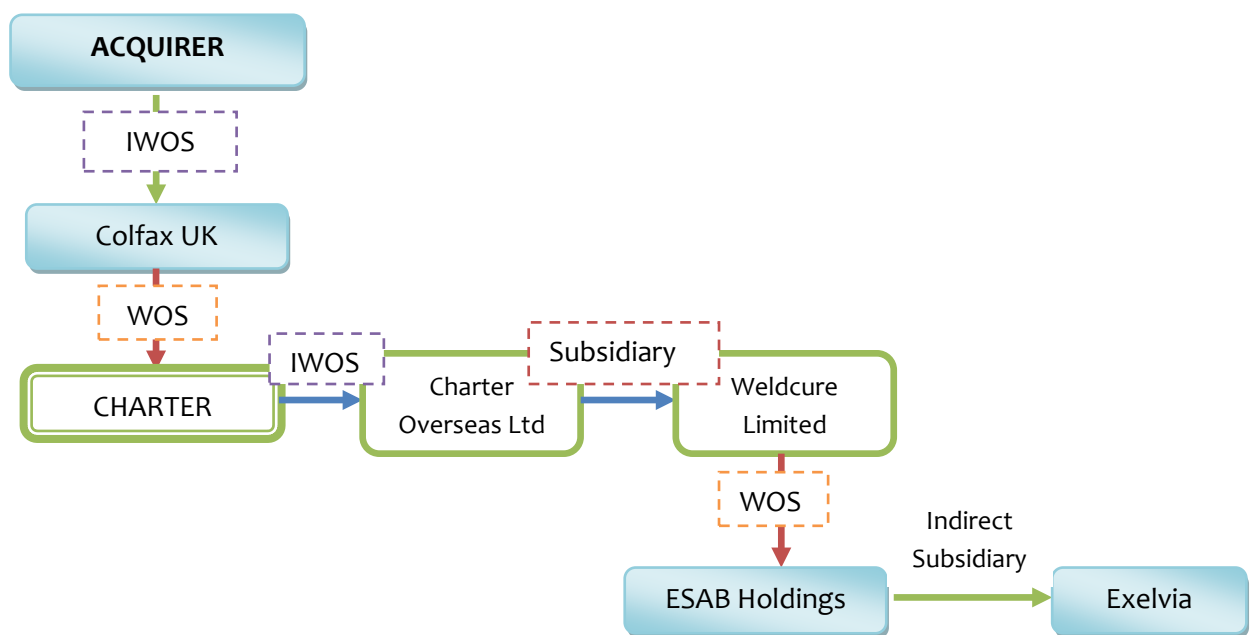 ACQUIRER
IWOS
Colfax UK
WOS
CHARTER
IWOS
Charter
Overseas Ltd
Subsidiary
Weldcure
Limited
WOS
ESAB Holdings
Indirect
Subsidiary
Exelvia